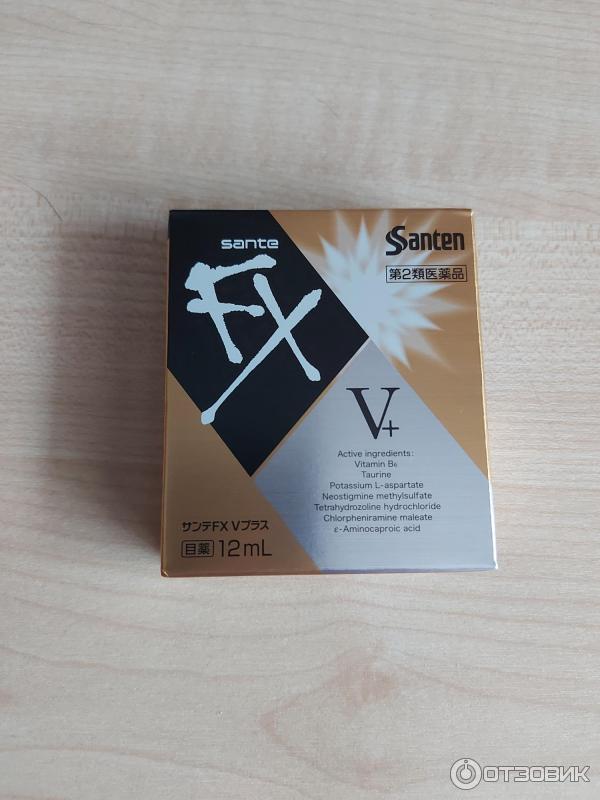 sante
FX
Santen
第2類医薬品
V+
Active ingredients:
Vitamin B₆
Taurine
Potassium L-aspartate
Neostigmine methylsulfate
Tetrahydrozoline hydrochloride
Chlorpheniramine maleate
ε-Aminocaproic acid
サンテFX Vプラス
目薬 12mL
ОТЗОВИК